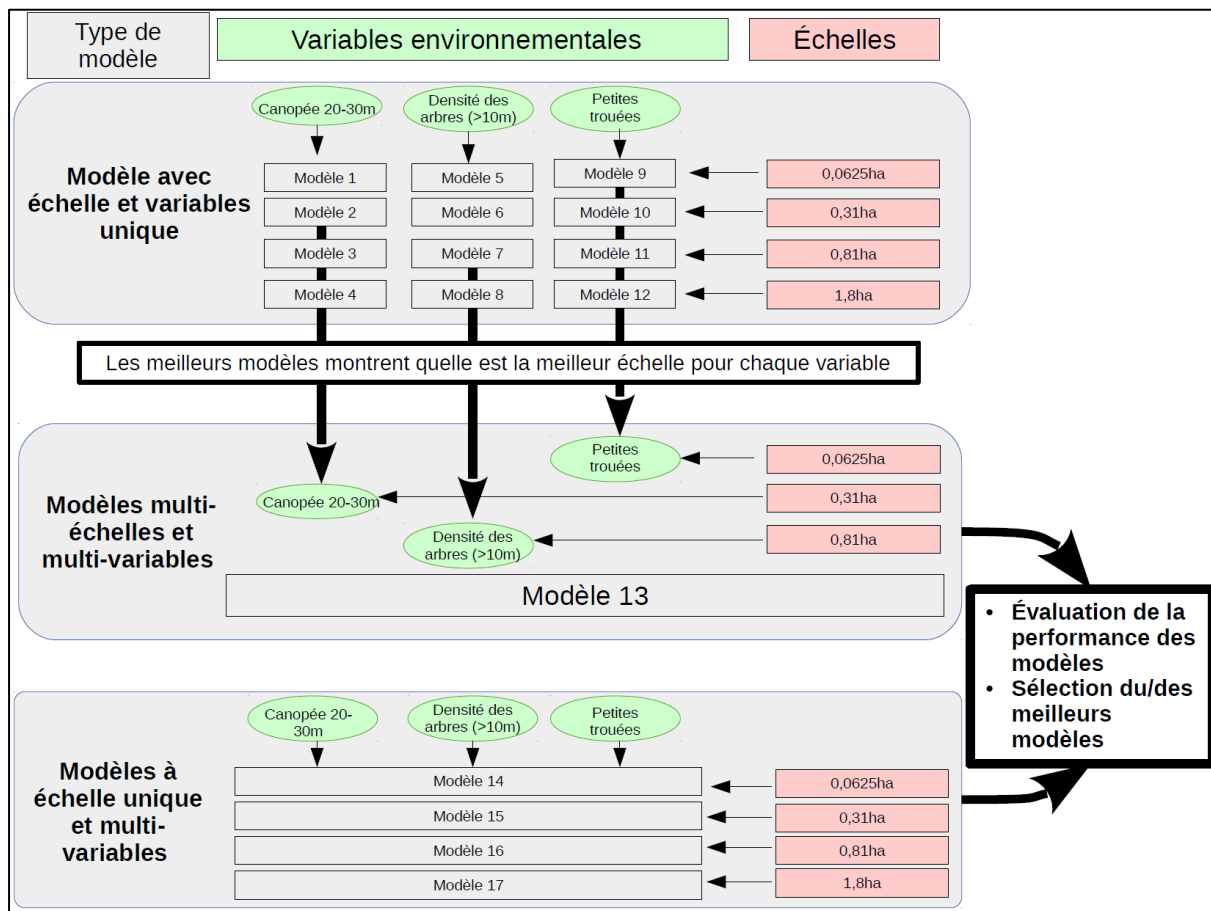 Type de
modèle
Variables environnementales
Échelles
Canopée 20-30m
Densité des
arbres (>10m)
Petites
trouées
Modèle avec
échelle et variables
unique
Modèle 1
Modèle 5
Modèle 9
0,0625ha
Modèle 2
Modèle 6
Modèle 10
0,31ha
Modèle 3
Modèle 7
Modèle 11
0,81ha
Modèle 4
Modèle 8
Modèle 12
1,8ha
Les meilleurs modèles montrent quelle est la meilleur échelle pour chaque variable
Modèles multi-
échelles et
multi-variables
Petites
trouées
0,0625ha
Canopée 20-30m
0,31ha
Densité des
arbres (>10m)
0,81ha
Modèle 13
• Évaluation de la
performance des
modèles
• Sélection du/des
meilleurs
modèles
Modèles à
échelle unique
et multi-
variables
Canopée 20-
30m
Densité des
arbres (>10m)
Petites
trouées
Modèle 14
0,0625ha
Modèle 15
0,31ha
Modèle 16
0,81ha
Modèle 17
1,8ha